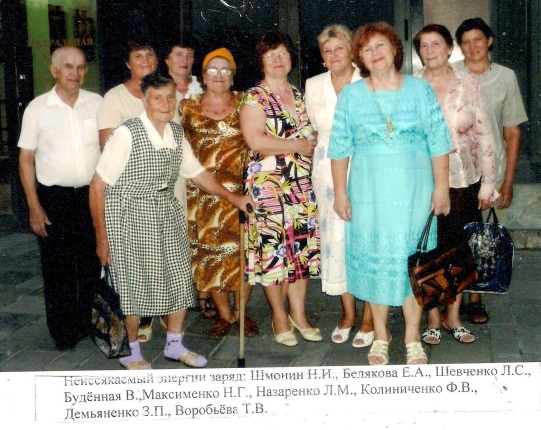 Неиссякаемый энергии заряд: Шмонин Н.И., Белякова Е.А., Шевченко Л.С.,
Будённая В.,Максименко Н.Г., Назаренко Л.М., Колиниченко Ф.В.,
Демьяненко З.П., Воробьёва Т.В.